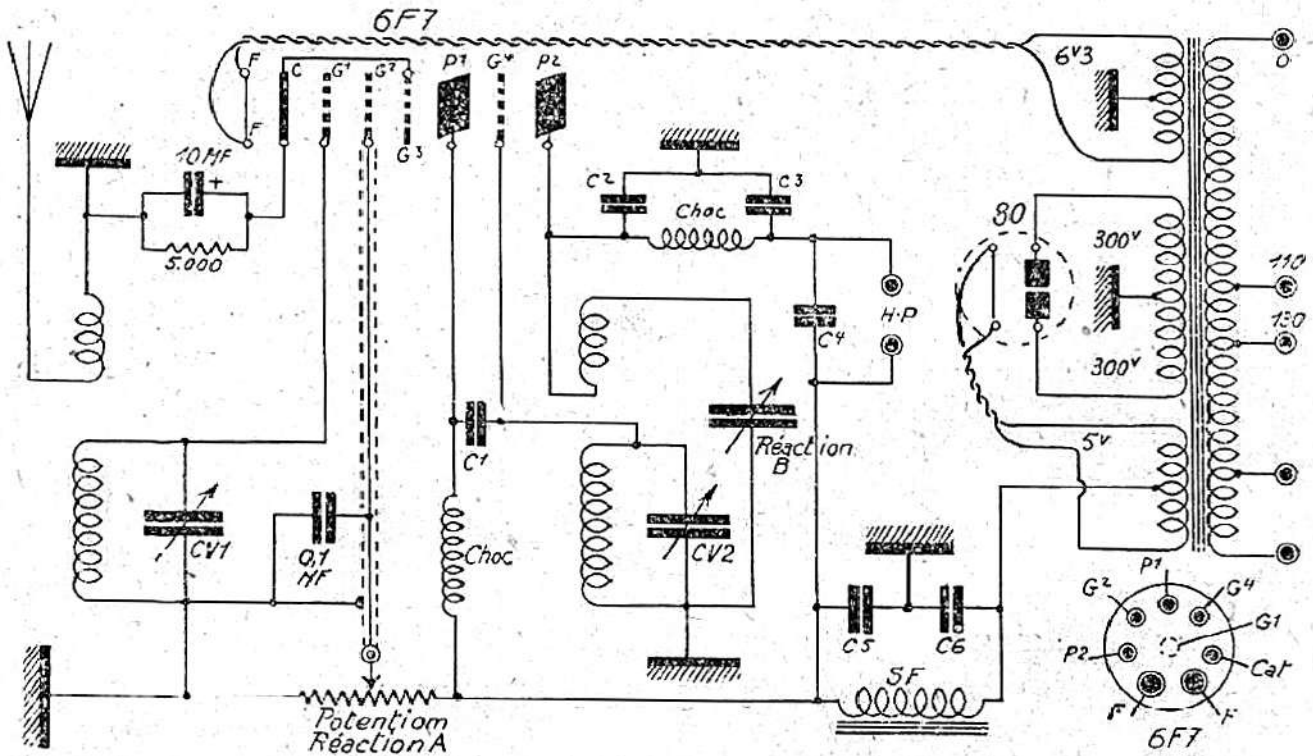 6F7
F
F
C
G1
G2
G3
P1
G4
P2
6V3
0
10 MF
+
5.000
C2
C3
Choc
80
300V
300V
110
130
C4
H.P
C1
Réaction
B
5V
CV1
0,1
MF
Choc
CV2
C5
C6
SF
Potentiom
Réaction A
P1
G2
G4
G1
P2
Cat
F
F
6F7